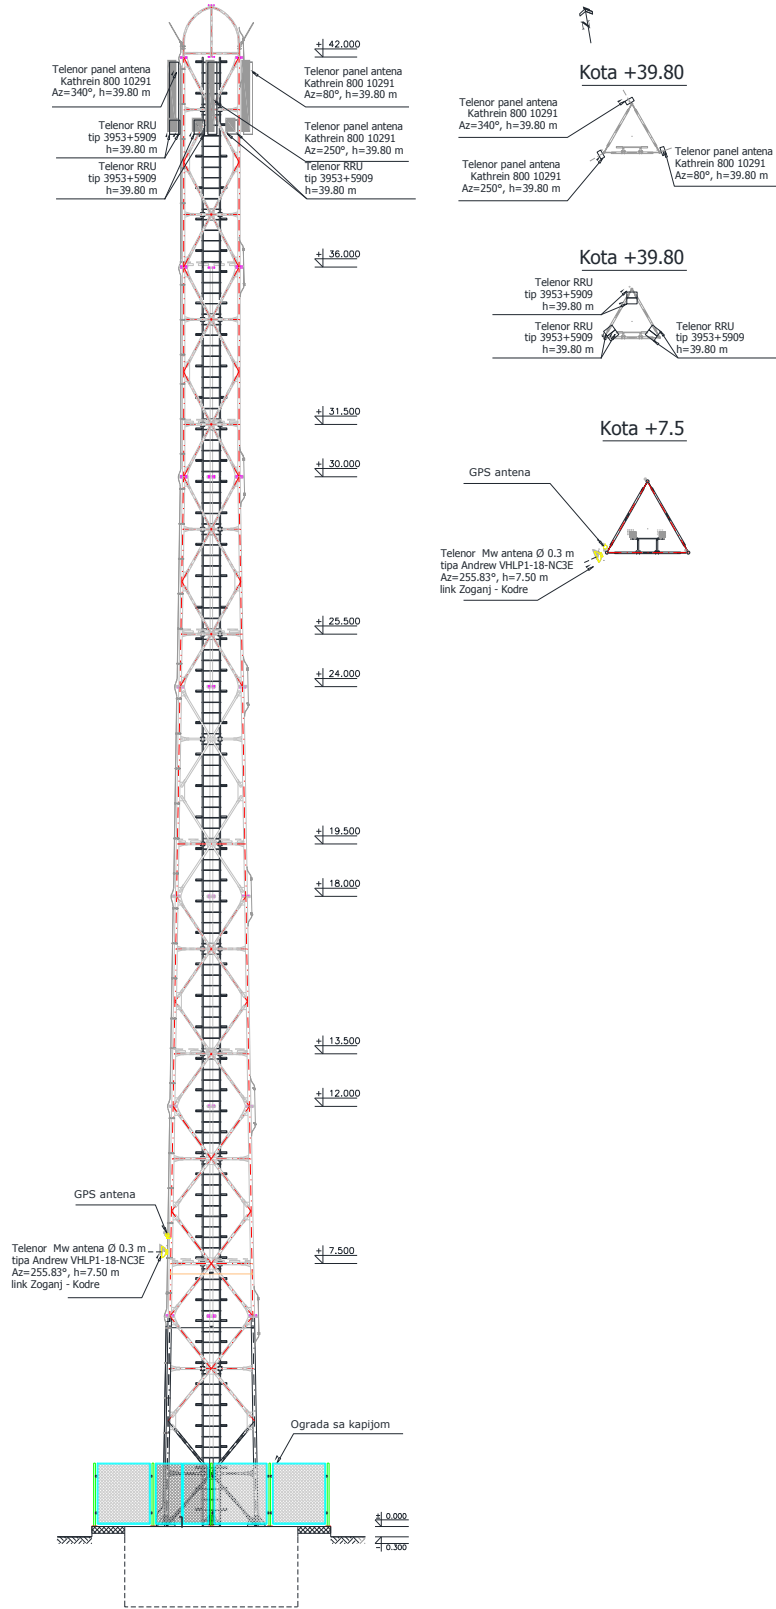 + 42.000
Telenor panel antena
Kathrein 800 10291
Az=340°, h=39.80 m
Telenor panel antena
Kathrein 800 10291
Az=80°, h=39.80 m
Telenor RRU
tip 3953+5909
h=39.80 m
Telenor panel antena
Kathrein 800 10291
Az=250°, h=39.80 m
Telenor RRU
tip 3953+5909
h=39.80 m
Telenor RRU
tip 3953+5909
h=39.80 m
+ 36.000
+ 31.500
+ 30.000
+ 25.500
+ 24.000
+ 19.500
+ 18.000
+ 13.500
+ 12.000
GPS antena
Telenor Mw antena Ø 0.3 m
tipa Andrew VHLP1-18-NC3E
Az=255.83°, h=7.50 m
link Zoganj - Kodre
+ 7.500
Ograda sa kapijom
+ 0.000
- 0.300
N
Kota +39.80
Telenor panel antena
Kathrein 800 10291
Az=340°, h=39.80 m
Telenor panel antena
Kathrein 800 10291
Az=250°, h=39.80 m
Telenor panel antena
Kathrein 800 10291
Az=80°, h=39.80 m
Kota +39.80
Telenor RRU
tip 3953+5909
h=39.80 m
Telenor RRU
tip 3953+5909
h=39.80 m
Telenor RRU
tip 3953+5909
h=39.80 m
Kota +7.5
GPS antena
Telenor Mw antena Ø 0.3 m
tipa Andrew VHLP1-18-NC3E
Az=255.83°, h=7.50 m
link Zoganj - Kodre